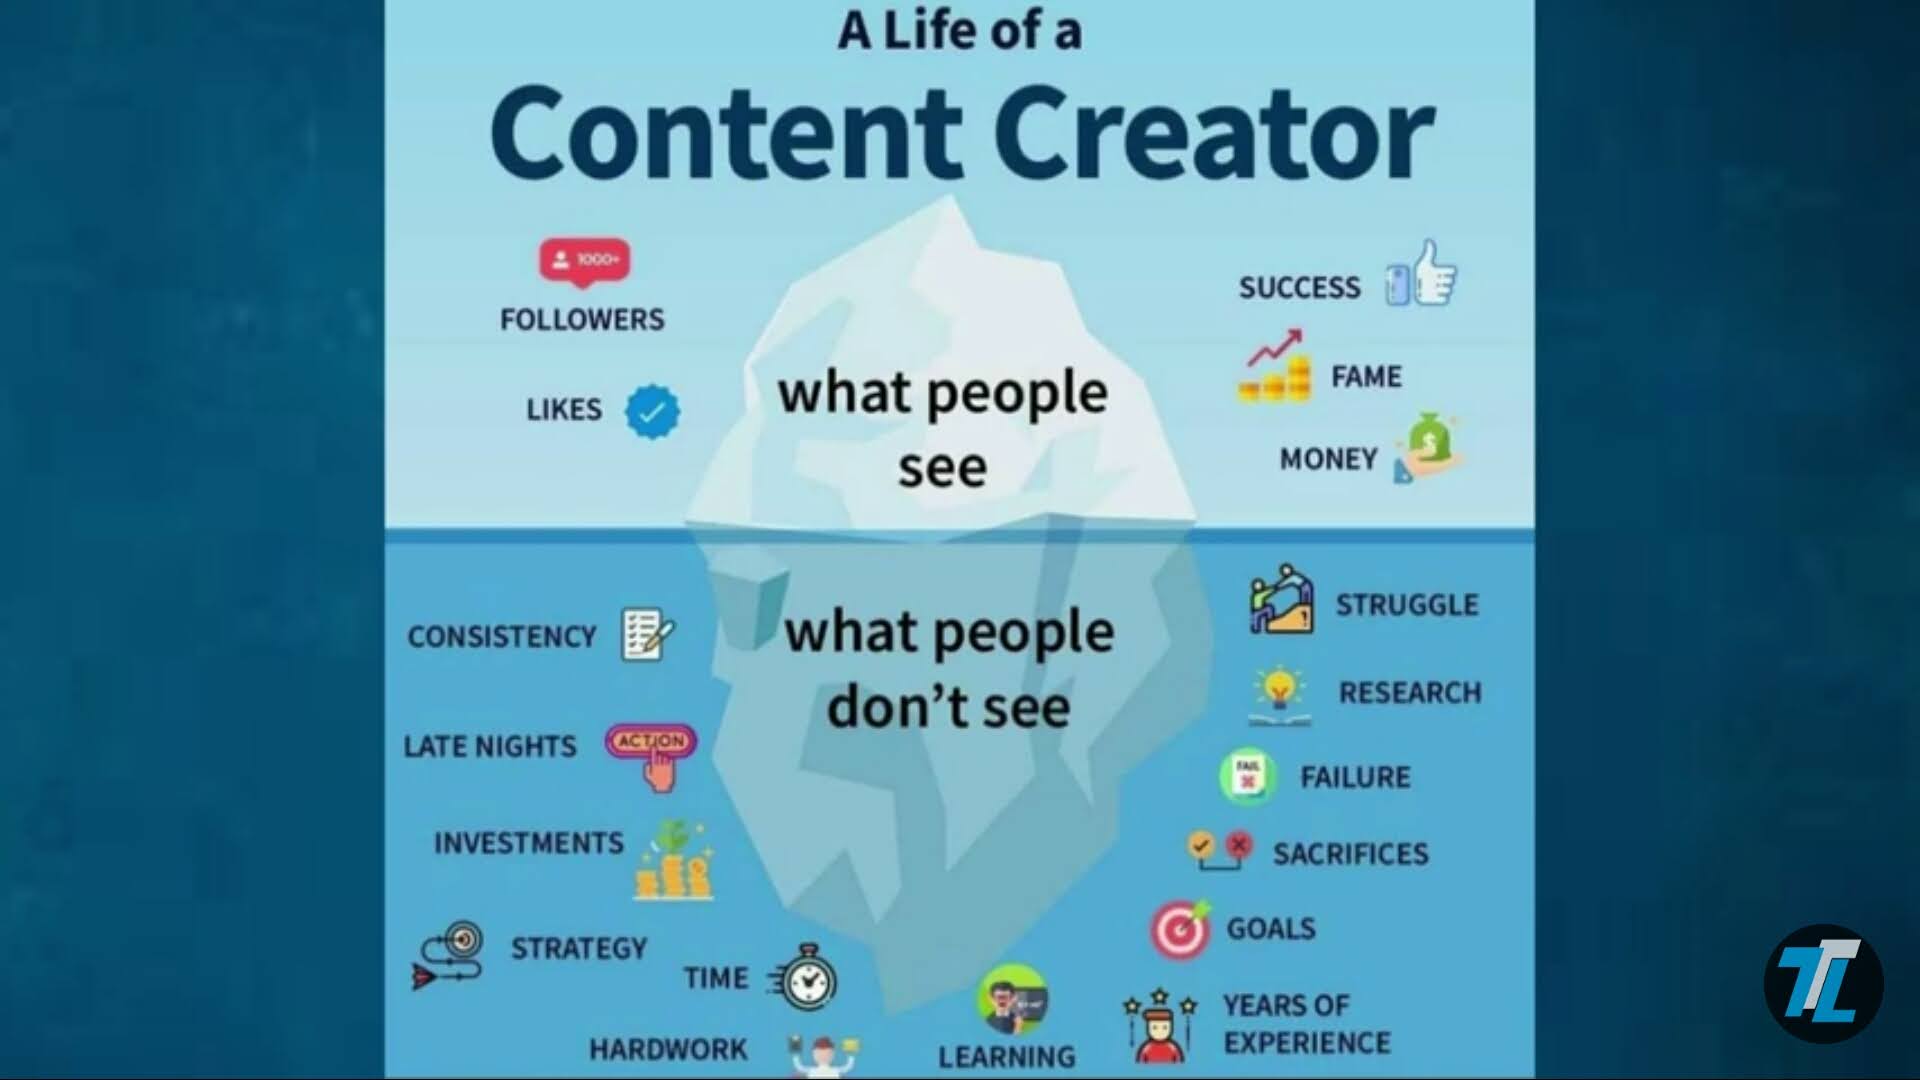 A Life of a
Content Creator
1000+
FOLLOWERS
LIKES
SUCCESS
FAME
MONEY
what people
see
what people
don't see
CONSISTENCY
LATE NIGHTS
ACTION
INVESTMENTS
STRATEGY
TIME
HARDWORK
LEARNING
STRUGGLE
RESEARCH
FAIL
FAILURE
SACRIFICES
GOALS
YEARS OF
EXPERIENCE
TTL